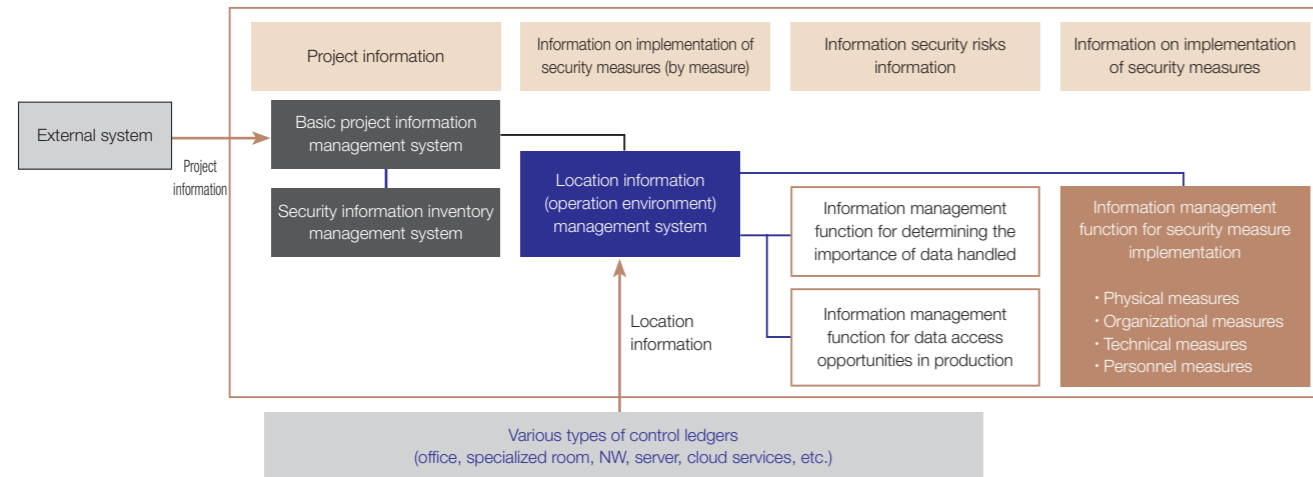 Project information
Information on implementation of
security measures (by measure)
Information security risks
information
Information on implementation
of security measures
External system
Project
information
Basic project information
management system
Security information inventory
management system
Location information
(operation environment)
management system
Information management
function for determining the
importance of data handled
Information management
function for data access
opportunities in production
Information management
function for security measure
implementation
・Physical measures
・Organizational measures
・Technical measures
・Personnel measures
Location
information
Various types of control ledgers
(office, specialized room, NW, server, cloud services, etc.)